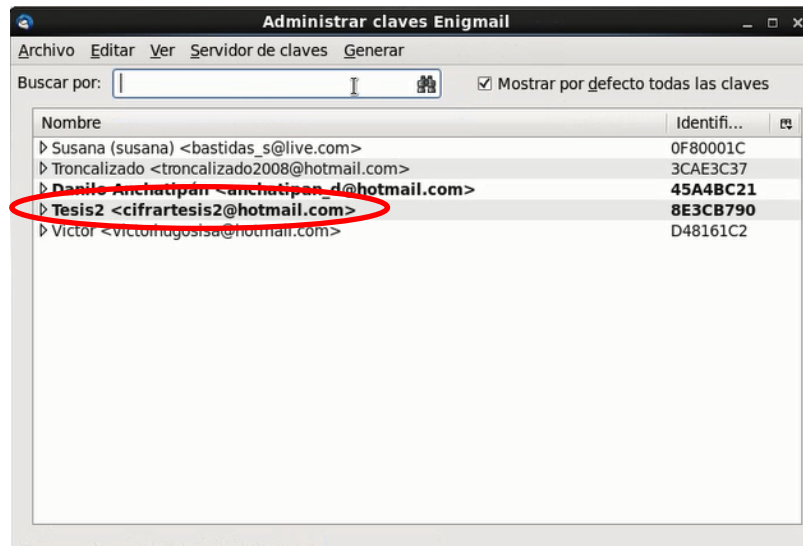 Administrar claves Enigmail
Archivo Editar Ver Servidor de claves Generar
Buscar por: Mostrar por defecto todas las claves
Nombre Identifi...
Susana (susana) <bastidas_s@live.com> 0F80001C
Troncalizado <troncalizado2008@hotmail.com> 3CAE3C37
Danilo Anchatipán <anchatipan_d@hotmail.com> 45A4BC21
Tesis2 <cifrartesis2@hotmail.com> 8E3CB790
Victor <victorhugosisa@hotmail.com> D48161C2